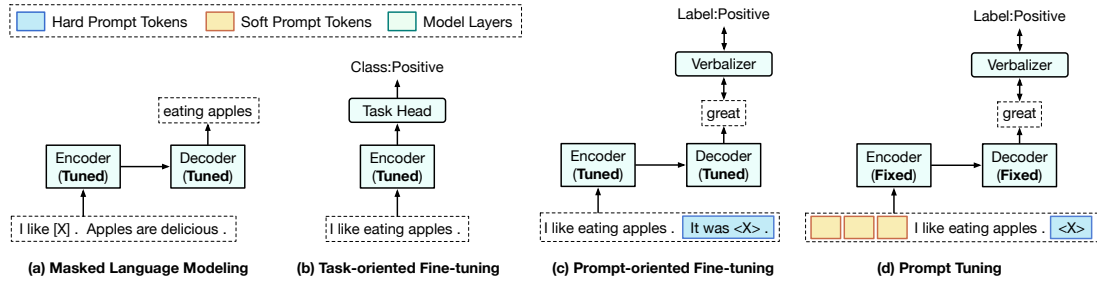 Hard Prompt Tokens Soft Prompt Tokens Model Layers
Class:Positive
Task Head
eating apples
Encoder
(Tuned)
Decoder
(Tuned)
I like [X] . Apples are delicious .
(a) Masked Language Modeling
Encoder
(Tuned)
I like eating apples .
(b) Task-oriented Fine-tuning
Label:Positive
Verbalizer
great
Encoder
(Tuned)
Decoder
(Tuned)
I like eating apples . It was <X> .
(c) Prompt-oriented Fine-tuning
Label:Positive
Verbalizer
great
Encoder
(Fixed)
Decoder
(Fixed)
I like eating apples . <X>
(d) Prompt Tuning